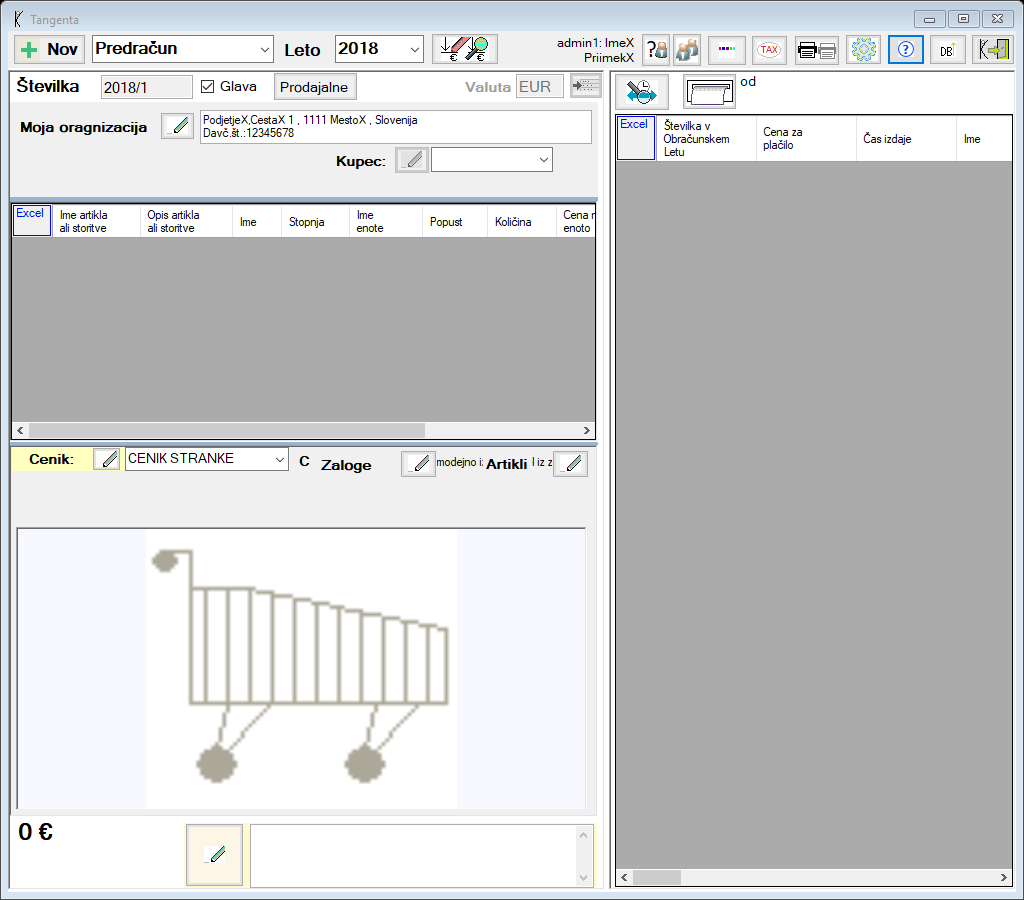 Tangenta
Nov
Predračun
Leto
2018
€ €
admin1: ImeX
PriimekX
?
TAX
?
DB
Številka
2018/1
Glava
Prodajalne
Valuta
EUR
od
Moja oragnizacija
PodjetjeX,CestaX 1 , 1111 MestoX , Slovenija
Davč.št.:12345678
Kupec:
Excel
Številka v
Obračunskem
Letu
Cena za
plačilo
Čas izdaje
Ime
Excel
Ime artikla
ali storitve
Opis artikla
ali storitve
Ime
Stopnja
Ime
enote
Popust
Količina
Cena
enoto
Cenik:
CENIK STRANKE
C
Zaloge
modejno i:
Artikli
l iz z
0 €